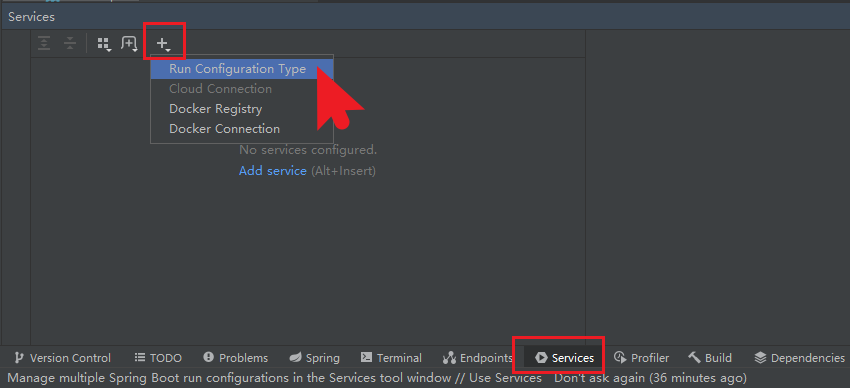 Services
Run Configuration Type
Cloud Connection
Docker Registry
Docker Connection
No services configured.
Add service (Alt+Insert)
Version Control TODO Problems Spring Terminal Endpoints Services Profiler Build Dependencies
Manage multiple Spring Boot run configurations in the Services tool window // Use Services Don't ask again (36 minutes ago)